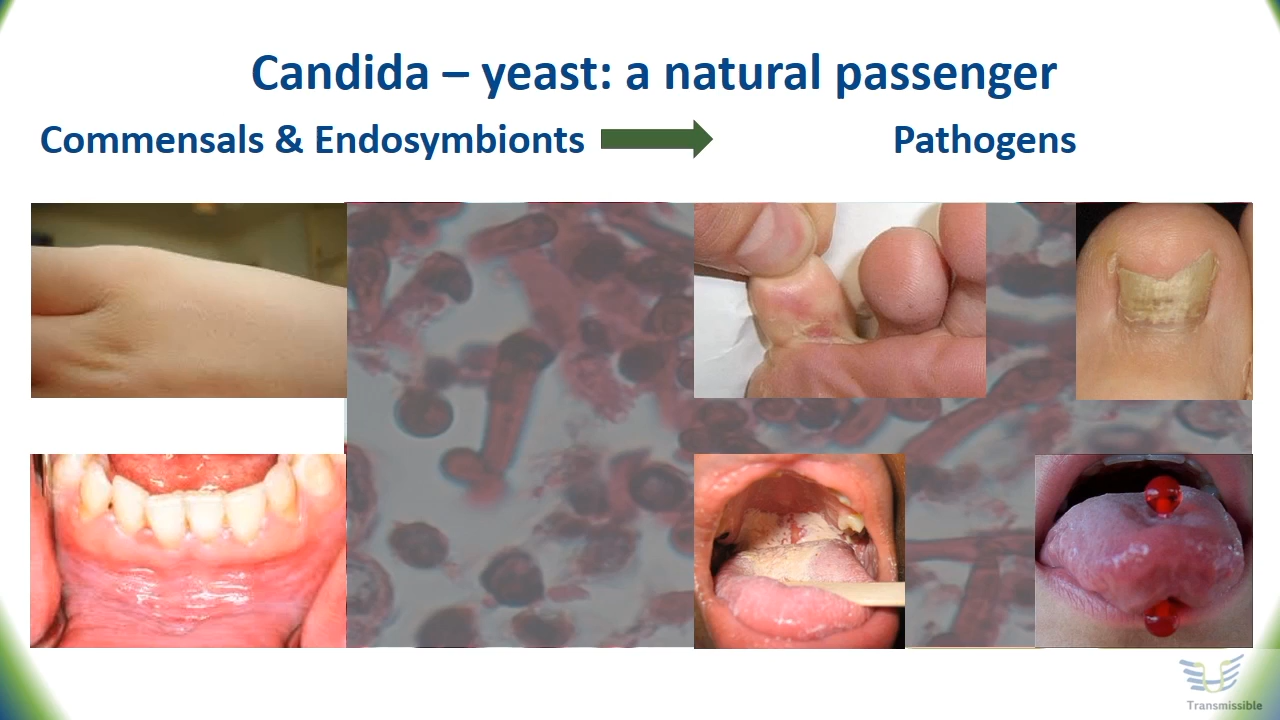 Candida – yeast: a natural passenger
Commensals & Endosymbionts
Pathogens
Transmissible